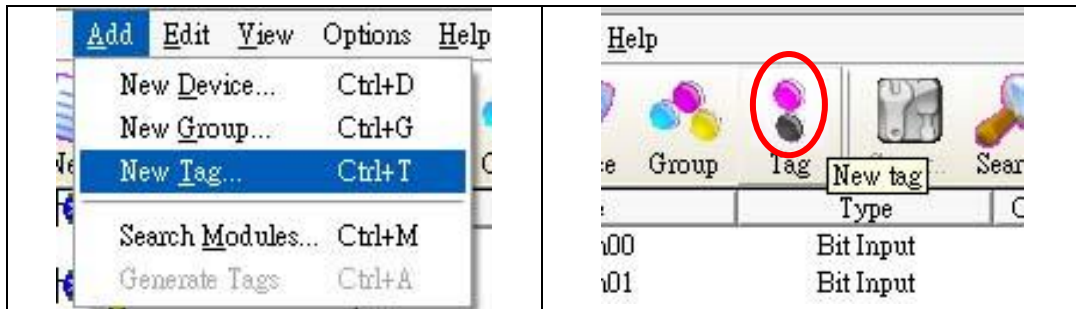 Add Edit View Options Help
New Device... Ctrl+D
New Group... Ctrl+G
New Tag... Ctrl+T
Search Modules... Ctrl+M
Generate Tags Ctrl+A
Help
Group Tag
New tag
Type
Bit Input
Bit Input